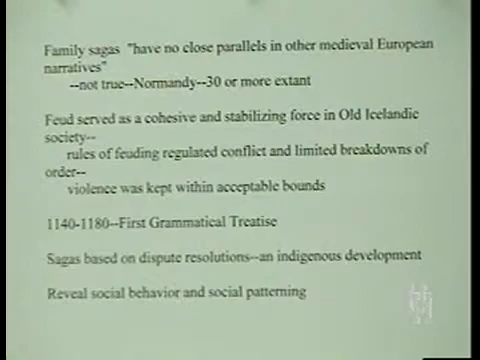 Family sagas "have no close parallels in other medieval European
narratives"
--not true--Normandy--30 or more extant
Feud served as a cohesive and stabilizing force in Old Icelandic
society--
rules of feuding regulated conflict and limited breakdowns of
order--
violence was kept within acceptable bounds
1140-1180--First Grammatical Treatise
Sagas based on dispute resolutions--an indigenous development
Reveal social behavior and social patterning